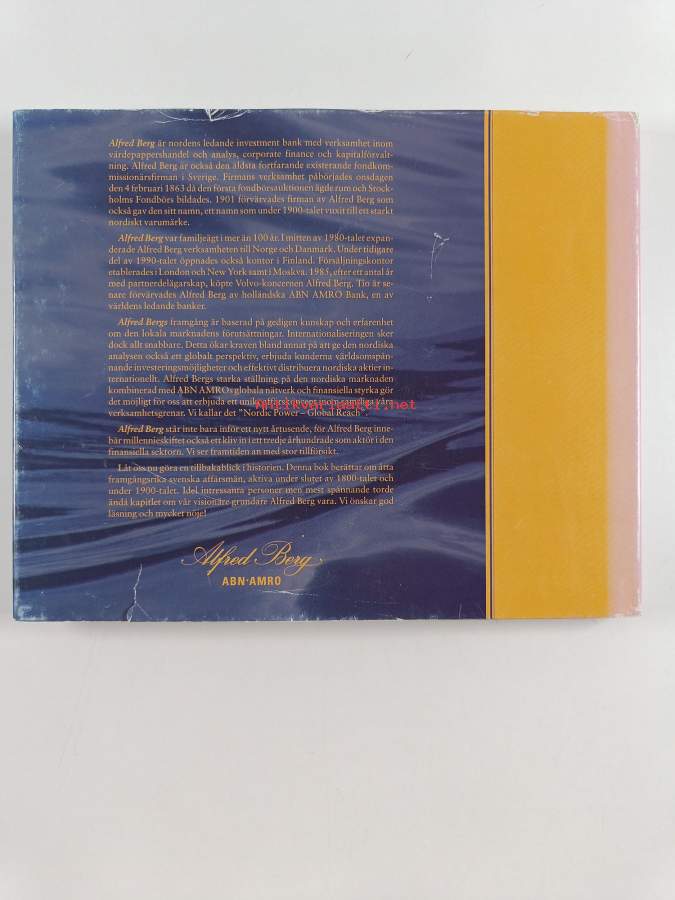 Alfred Berg är nordens ledande investment bank med verksamhet inom
värdepappershandel och analys, corporate finance och kapitalförvalt-
ning. Alfred Berg är också den äldsta fortfarande existerande fondkom-
missionärsfirman i Sverige. Firmans verksamhet påbörjades onsdagen
den 4 februari 1863 då den första fondbörsauktionen ägde rum och Stock-
holms Fondbörs bildades. 1901 förvärvades firman av Alfred Berg som
också gav den sitt namn, ett namn som under 1900-talet vuxit till ett starkt
nordiskt varumärke.
Alfred Berg var familjeägt i mer än 100 år. I mitten av 1980-talet expan-
derade Alfred Berg verksamheten till Norge och Danmark. Under tidigare
del av 1990-talet öppnades också kontor i Finland. Försäljningskontor
etablerades i London och New York samt i Moskva. 1985, efter ett antal år
med partnerdelägarskap, köpte Volvo-koncernen Alfred Berg. Tio år se-
nare förvärvades Alfred Berg av holländska ABN AMRO Bank, en av
världens ledande banker.
Alfred Bergs framgång är baserad på gedigen kunskap och erfarenhet
om den lokala marknadens förutsättningar. Internationaliseringen sker
dock allt snabbare. Detta ökar kraven bland annat på att ge den nordiska
analysen också ett globalt perspektiv, erbjuda kunderna världsomspän-
nande investeringsmöjligheter och effektivt distribuera nordiska aktier in-
ternationellt. Alfred Bergs starka ställning på den nordiska marknaden
kombinerad med ABN AMROs globala nätverk och finansiella styrka gör
det möjligt för oss att erbjuda ett unikt affärskoncept inom samtliga våra
verksamhetsgrenar. Vi kallar det "Nordic Power – Global Reach".
antikvariaatti.net
Alfred Berg står inte bara inför ett nytt årtusende, för Alfred Berg inne-
bär millennieskiftet också ett kliv in i ett tredje århundrade som aktör i den
finansiella sektorn. Vi ser framtiden an med stor tillförsikt.
Låt oss nu göra en tillbakablick i historien. Denna bok berättar om åtta
framgångsrika svenska affärsmän, aktiva under slutet av 1800-talet och
under 1900-talet. Idel intressanta personer men mest spännande torde
ändå kapitlet om vår visionäre grundare Alfred Berg vara. Vi önskar god
läsning och mycket nöje!
Alfred Berg
ABN·AMRO